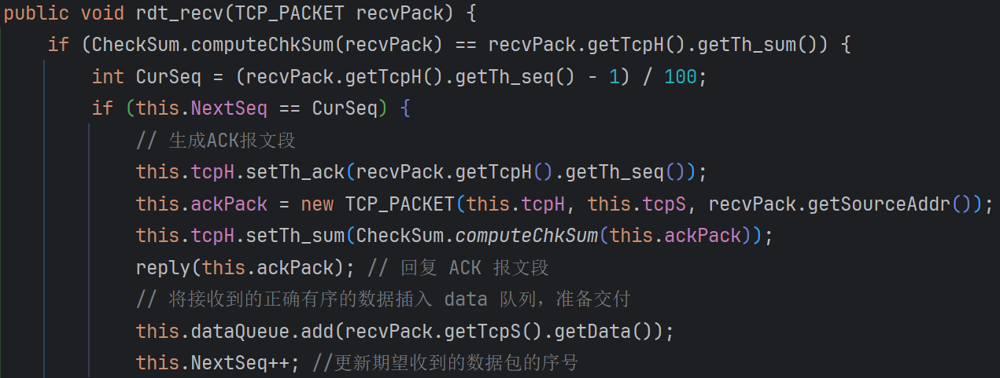 public void rdt_recv(TCP_PACKET recvPack) {
if (CheckSum.computeChkSum(recvPack) == recvPack.getTcpH().getTh_sum()) {
int CurSeq = (recvPack.getTcpH().getTh_seq() - 1) / 100;
if (this.NextSeq == CurSeq) {
// 生成ACK报文段
this.tcpH.setTh_ack(recvPack.getTcpH().getTh_seq());
this.ackPack = new TCP_PACKET(this.tcpH, this.tcpS, recvPack.getSourceAddr());
this.tcpH.setTh_sum(CheckSum.computeChkSum(this.ackPack));
reply(this.ackPack); // 回复 ACK 报文段
// 将接收到的正确有序的数据插入 data 队列，准备交付
this.dataQueue.add(recvPack.getTcpS().getData());
this.NextSeq++; //更新期望收到的数据包的序号